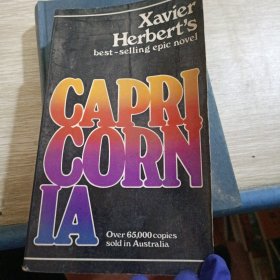 Xavier
Herbert's
best-selling epic novel
CAPRI
CORN
IA
Over 65,000 copies
sold in Australia